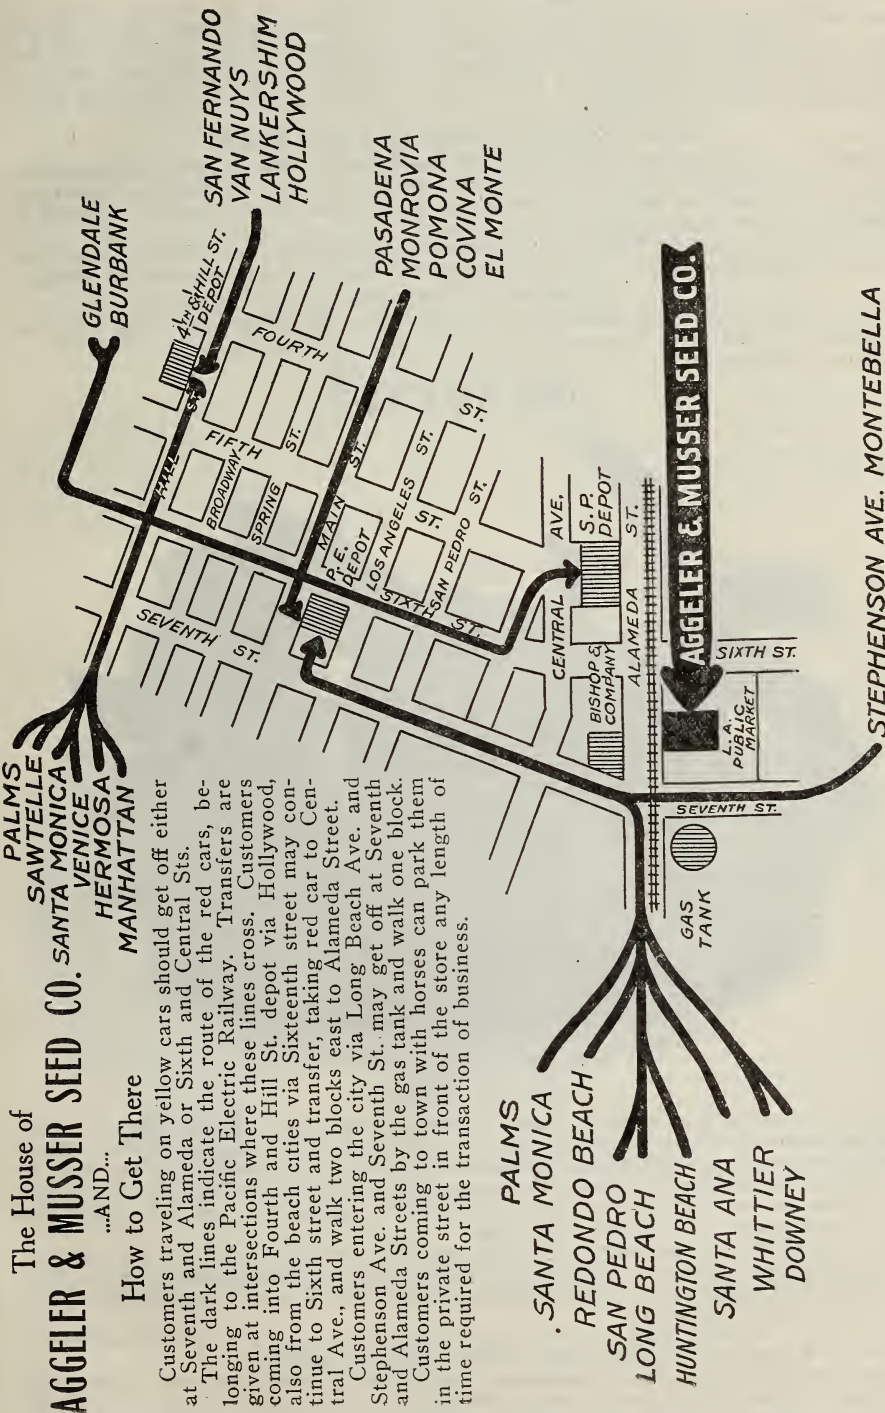 The House of
AGGELER & MUSSER SEED CO.
...AND...
How to Get There
Customers traveling on yellow cars should get off either
at Seventh and Alameda or Sixth and Central Sts.
The dark lines indicate the route of the red cars, be-
longing to the Pacific Electric Railway. Transfers are
given at intersections where these lines cross. Customers
coming into Fourth and Hill St. depot via Hollywood,
also from the beach cities via Sixteenth street may con-
tinue to Sixth street and transfer, taking red car to Cen-
tral Ave., and walk two blocks east to Alameda Street.
Customers entering the city via Long Beach Ave. and
Stephenson Ave. and Seventh St. may get off at Seventh
and Alameda Streets by the gas tank and walk one block.
Customers coming to town with horses can park them
in the private street in front of the store any length of
time required for the transaction of business.
PALMS
SAWTELLE
SANTA MONICA
VENICE
HERMOSA
MANHATTAN
GLENDALE
BURBANK
SAN FERNANDO
VAN NUYS
LANKERSHIM
HOLLYWOOD
PASADENA
MONROVIA
POMONA
COVINA
EL MONTE
4TH & HILL ST.
DEPOT
HILL ST.
FOURTH
FIFTH
ST.
BROADWAY
SPRING
MAIN
ST.
P. E.
DEPOT
LOS ANGELES
ST.
ST.
SAN PEDRO
ST.
ST.
SIXTH
ST.
SEVENTH
ST.
CENTRAL
AVE.
S. P.
DEPOT
BISHOP &
COMPANY
ALAMEDA
ST.
AGGELER & MUSSER SEED CO.
SIXTH ST.
L. A.
PUBLIC
MARKET
SEVENTH ST.
GAS
TANK
STEPHENSON AVE. MONTEBELLA
PALMS
SANTA MONICA
REDONDO BEACH
SAN PEDRO
LONG BEACH
HUNTINGTON BEACH
SANTA ANA
WHITTIER
DOWNEY